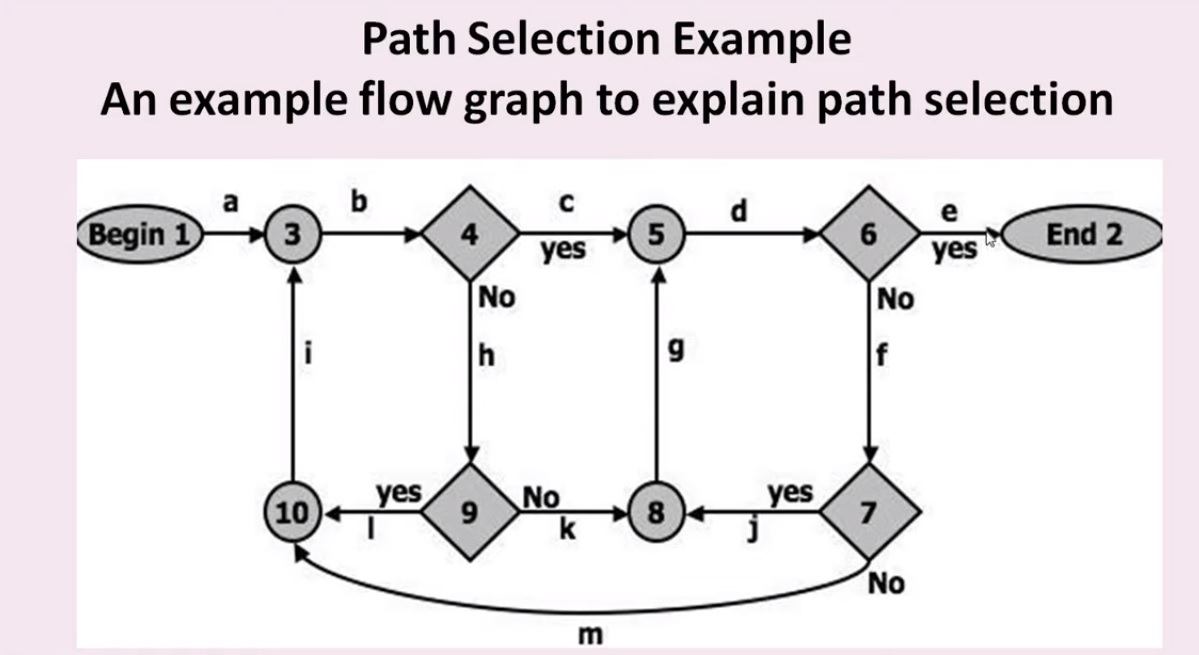 Path Selection Example
An example flow graph to explain path selection
a b c d e
Begin 1 3 4 yes 5 6 yes End 2
No No
i h g f
yes No yes
10 l 9 k 8 j 7
No
m